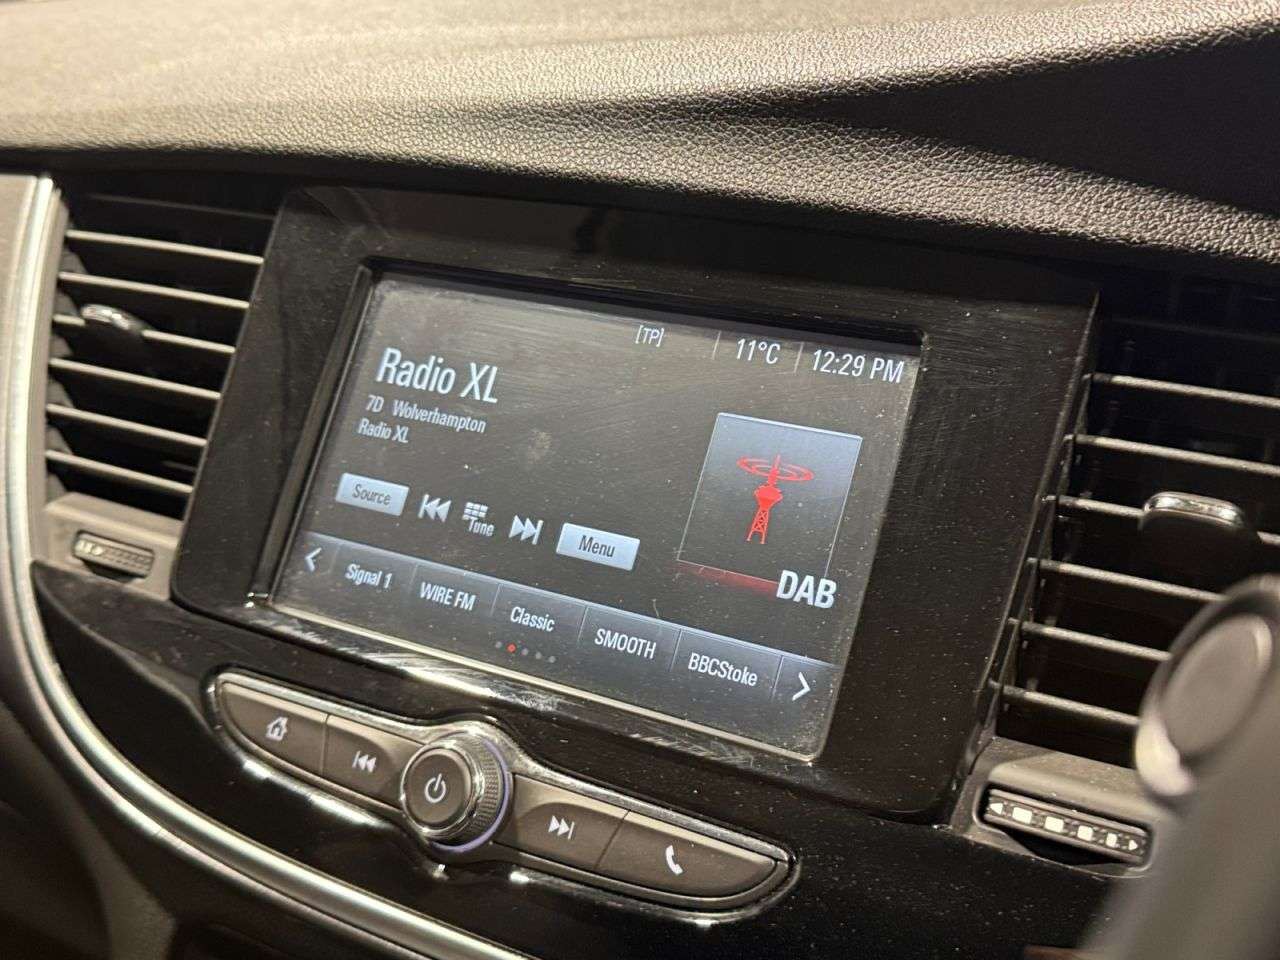 [TP] 11°C 12:29 PM
Radio XL
7D Wolverhampton
Radio XL
Source Tune Menu
DAB
Signal 1 WIRE FM Classic SMOOTH BBCStoke